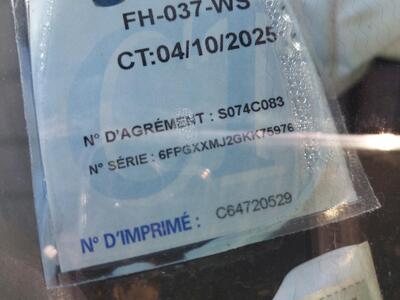 FH-037-WS
CT:04/10/2025
N° D'AGRÉMENT : S074C083
N° SÉRIE : 6FPGXXMJ2GKK75976
N° D'IMPRIMÉ : C64720529